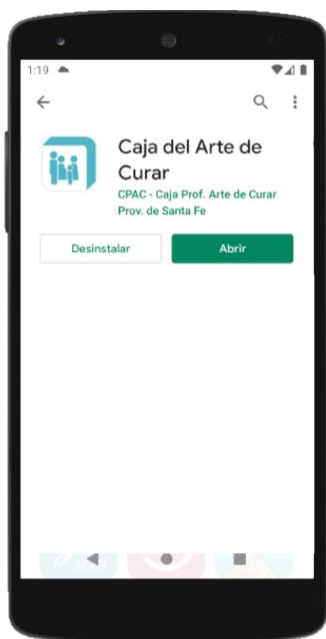 1:19
Caja del Arte de
Curar
CPAC - Caja Prof. Arte de Curar
Prov. de Santa Fe
Desinstalar
Abrir